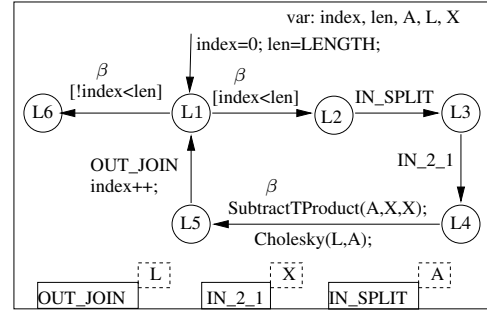 var: index, len, A, L, X
index=0; len=LENGTH;
β
[!index<len]
β
[index<len]
IN_SPLIT
L6
L1
L2
L3
OUT_JOIN
index++;
IN_2_1
β
SubtractTProduct(A,X,X);
L5
L4
Cholesky(L,A);
L
X
A
OUT_JOIN
IN_2_1
IN_SPLIT